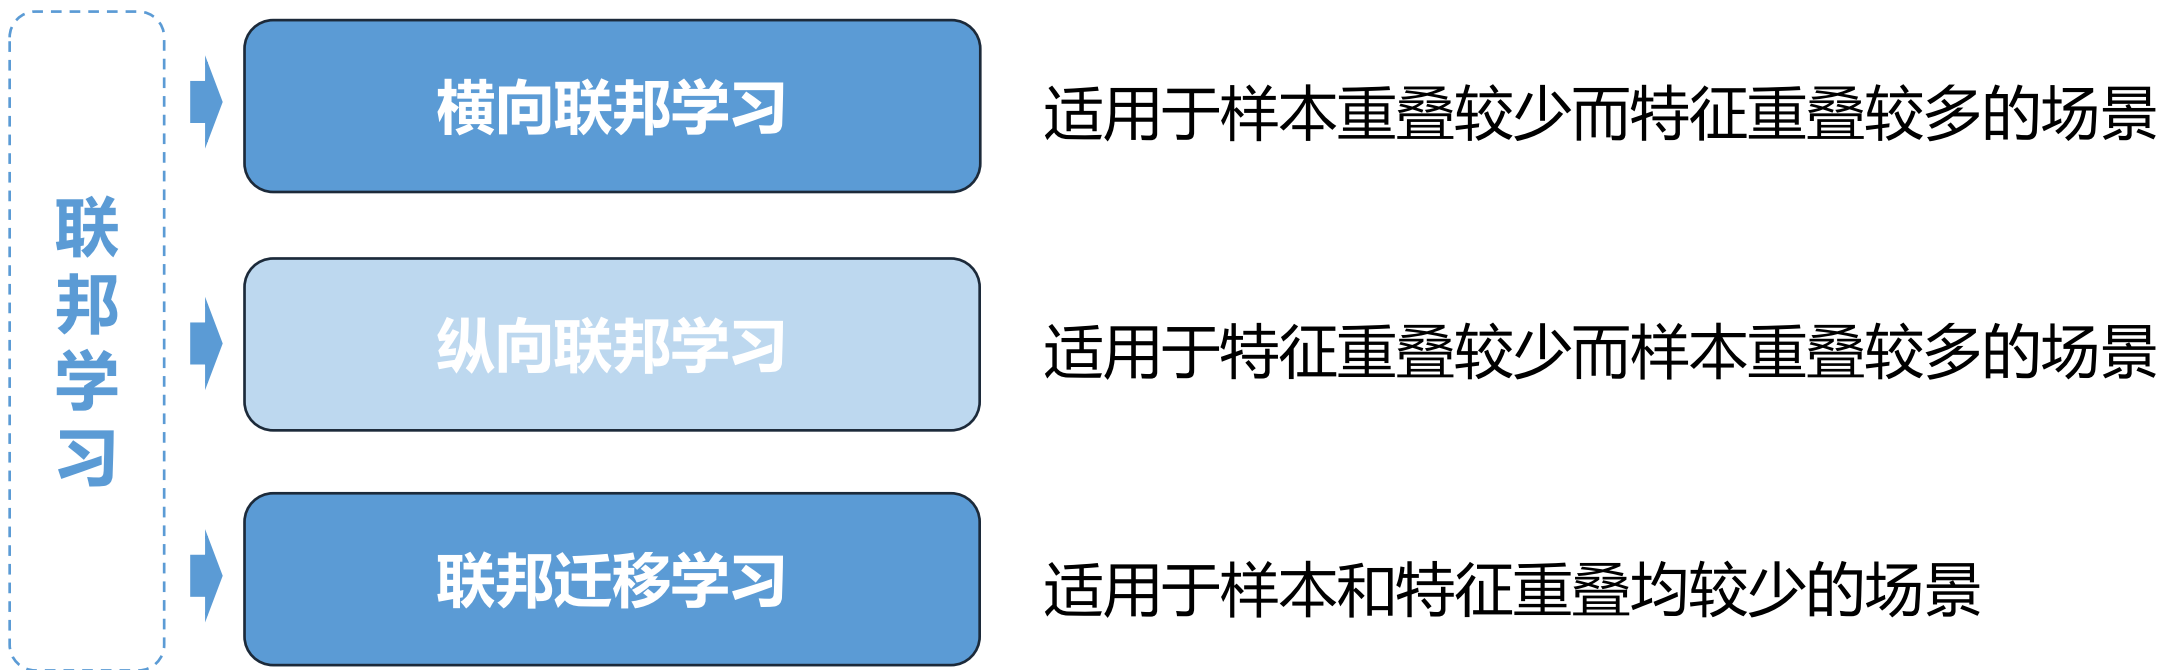 联邦学习
横向联邦学习
适用于样本重叠较少而特征重叠较多的场景
纵向联邦学习
适用于特征重叠较少而样本重叠较多的场景
联邦迁移学习
适用于样本和特征重叠均较少的场景